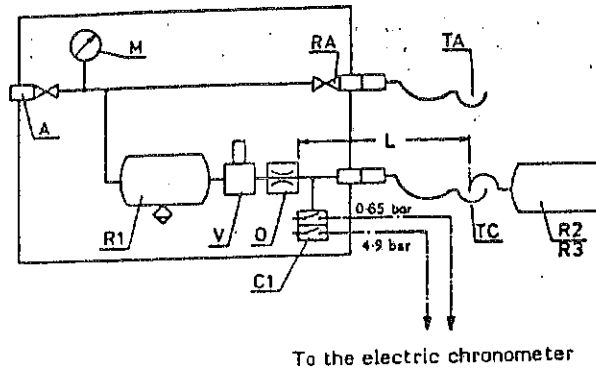 M
RA
TA
A
L
R1
V
O
0.65 bar
4.9 bar
C1
TC
R2
R3
To the electric chronometer